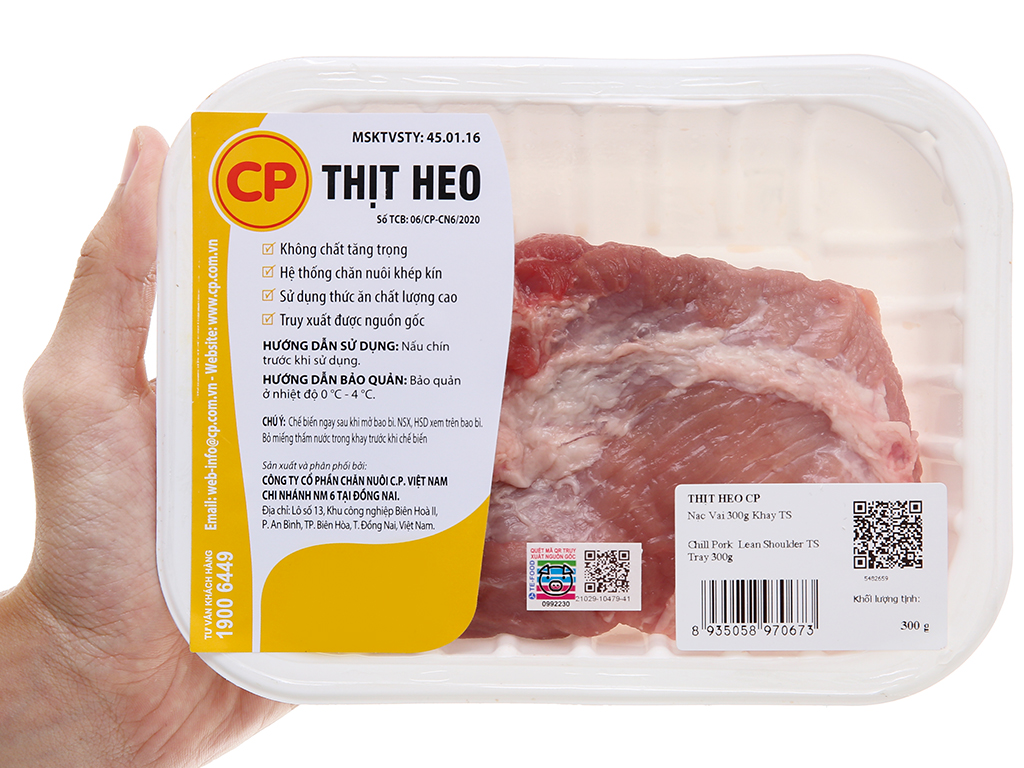 MSKTVSTY: 45.01.16
CP
THỊT HEO
Số TCB: 06/CP-CN6/2020
Không chất tăng trọng
Hệ thống chăn nuôi khép kín
Sử dụng thức ăn chất lượng cao
Truy xuất được nguồn gốc
HƯỚNG DẪN SỬ DỤNG: Nấu chín
trước khi sử dụng.
HƯỚNG DẪN BẢO QUẢN: Bảo quản
ở nhiệt độ 0 °C - 4 °C.
CHÚ Ý: Chế biến ngay sau khi mở bao bì. NSX, HSD xem trên bao bì.
Bỏ miếng thấm nước trong khay trước khi chế biến
Sản xuất và phân phối bởi:
CÔNG TY CỔ PHẦN CHĂN NUÔI C.P. VIỆT NAM
CHI NHÁNH NM 6 TẠI ĐỒNG NAI.
Địa chỉ: Lô số 13, Khu công nghiệp Biên Hoà II,
P. An Bình, TP. Biên Hòa, T. Đồng Nai, Việt Nam.
Email: web-info@cp.com.vn - Website: www.cp.com.vn
TƯ VẤN KHÁCH HÀNG
1900 6449
QUÉT MÃ QR TRUY
XUẤT NGUỒN GỐC
TE-FOOD
0992230
21029-10479-41
THIT HEO CP
Nạc Vai 300g Khay TS
Chill Pork Lean Shoulder TS
Tray 300g
8 935058 970673
5482659
Khối lượng tịnh:
300 g